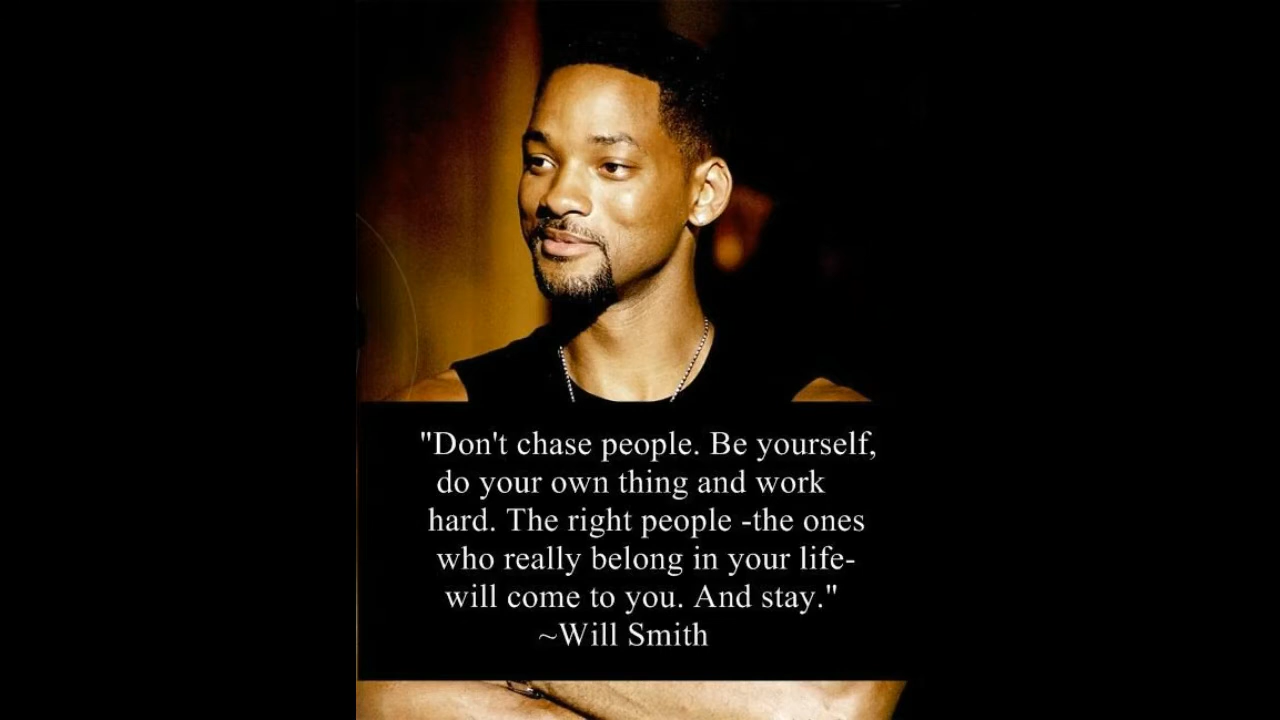 "Don't chase people. Be yourself,
do your own thing and work
hard. The right people -the ones
who really belong in your life-
will come to you. And stay."
~Will Smith